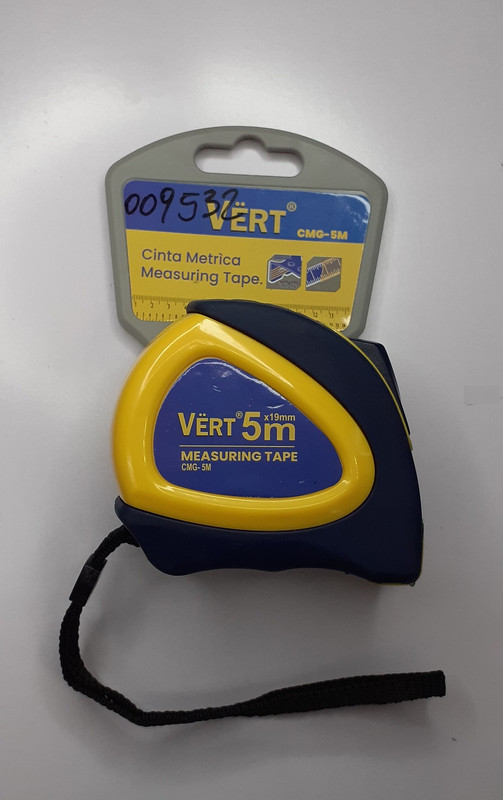 009532
VËRT®
CMG-5M
Cinta Metrica
Measuring Tape.
VËRT® 5m x19mm
MEASURING TAPE
CMG- 5M